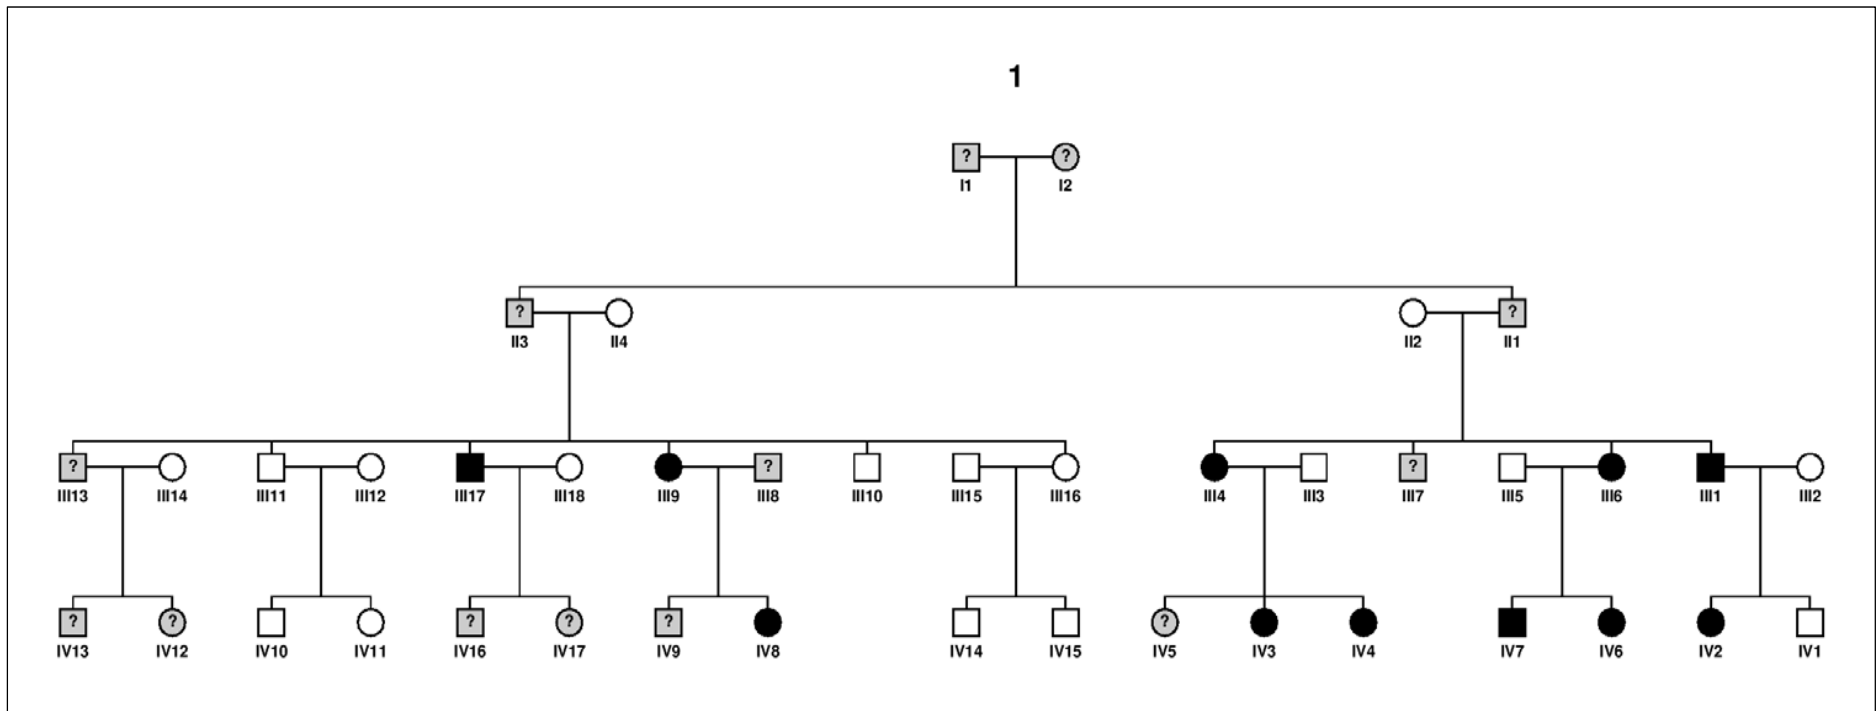 1
? ?
I1 I2
? ?
II3 II4 II2 II1
? ? ?
III13 III14 III11 III12 III17 III18 III9 III8 III10 III15 III16 III4 III3 III7 III5 III6 III1 III2
? ? ? ? ? ?
IV13 IV12 IV10 IV11 IV16 IV17 IV9 IV8 IV14 IV15 IV5 IV3 IV4 IV7 IV6 IV2 IV1